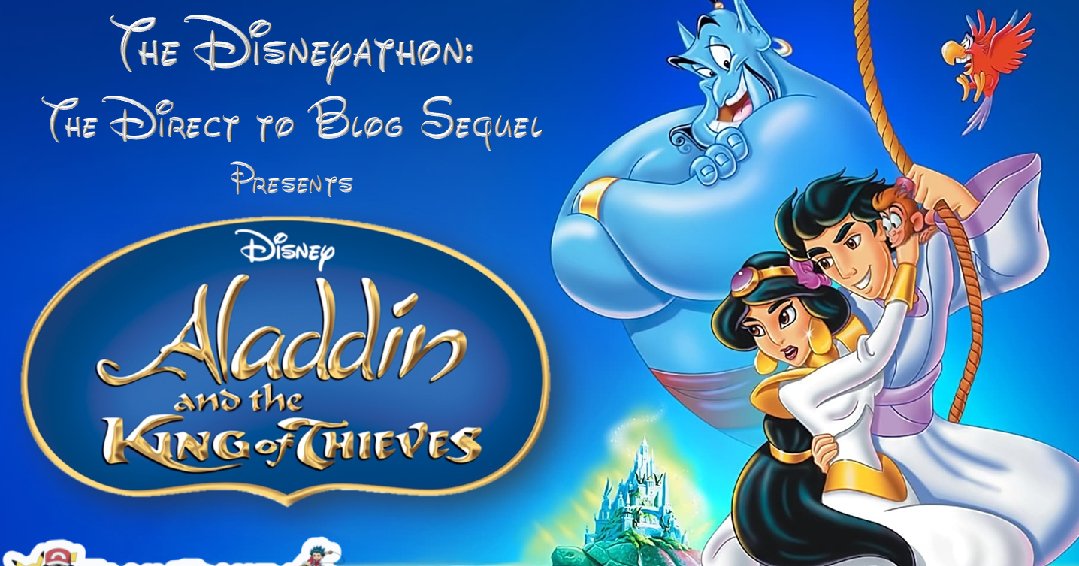 The Disneyathon:
The Direct to Blog Sequel
Presents
Disney
Aladdin
and the
King of Thieves